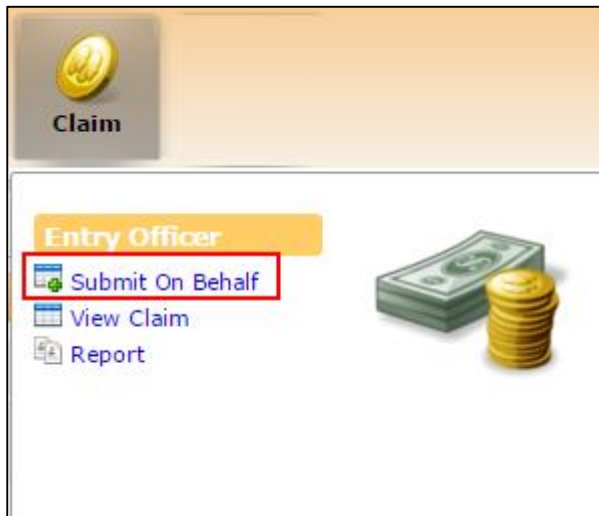 Claim
Entry Officer
Submit On Behalf
View Claim
Report